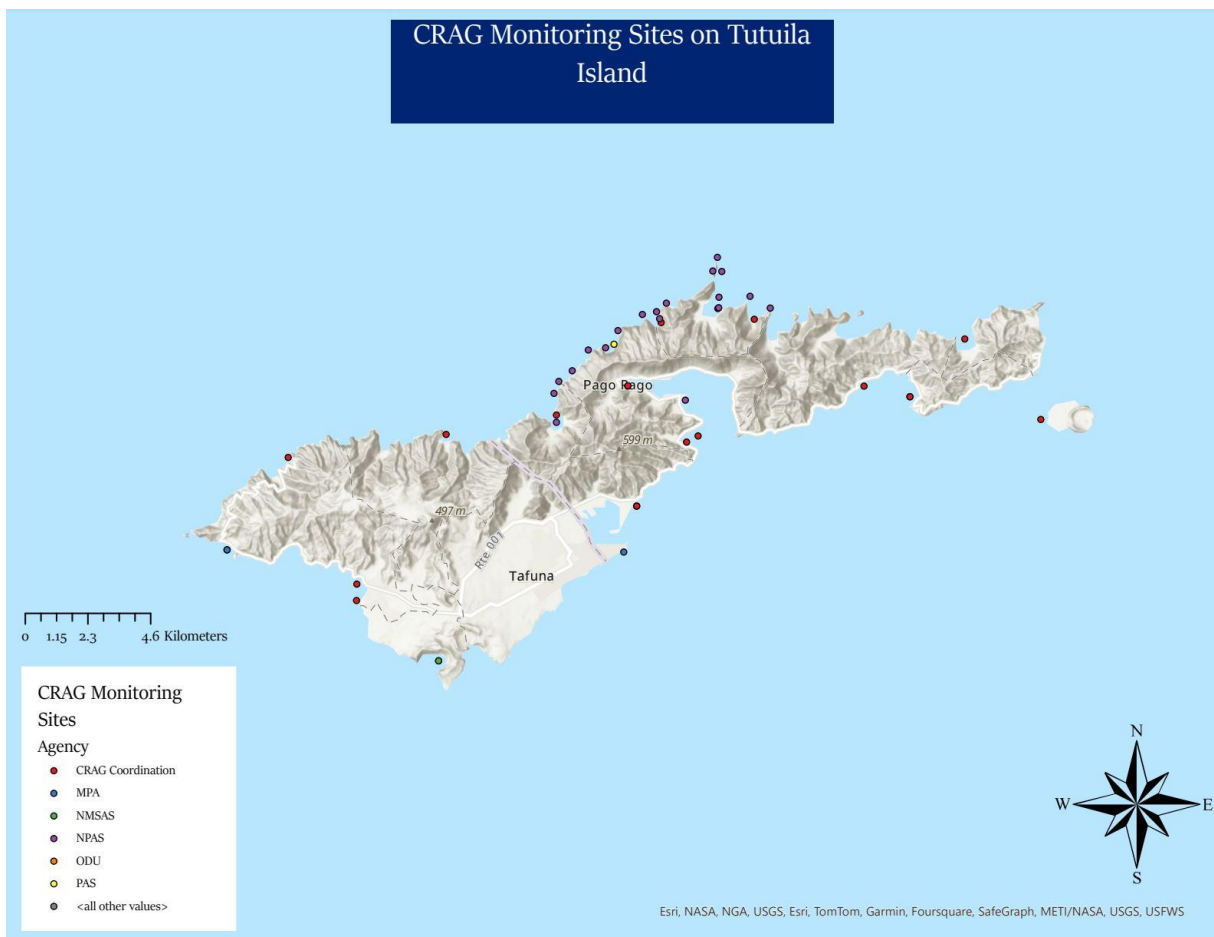 CRAG Monitoring Sites on Tutuila
Island
Pago Pago
599 m
497 m
Rte 001
Tafuna
0 1.15 2.3 4.6 Kilometers
CRAG Monitoring
Sites
Agency
CRAG Coordination
MPA
NMSAS
NPAS
ODU
PAS
<all other values>
N
W E
S
Esri, NASA, NGA, USGS, Esri, TomTom, Garmin, Foursquare, SafeGraph, METI/NASA, USGS, USFWS